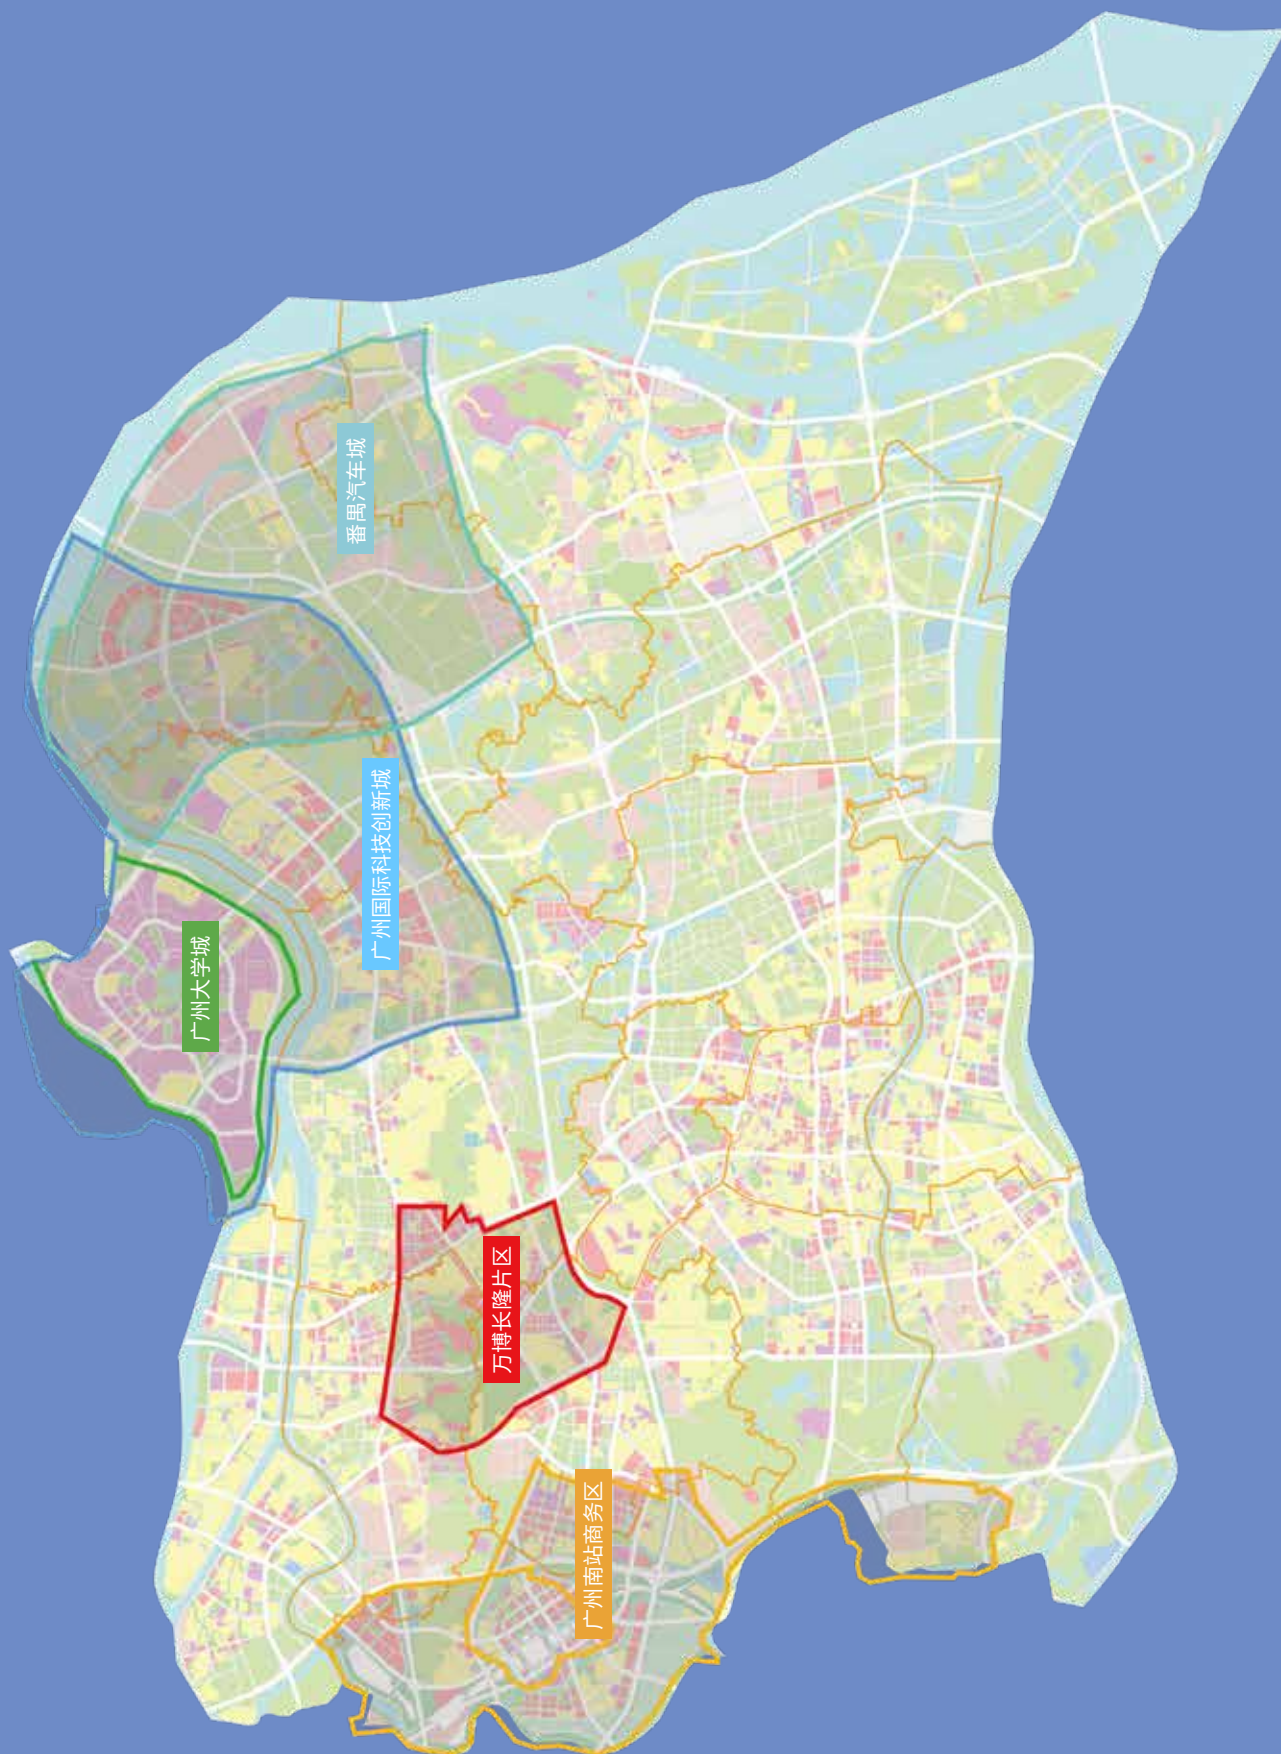 番禺汽车城
广州国际科技创新城
广州大学城
万博长隆片区
广州南站商务区